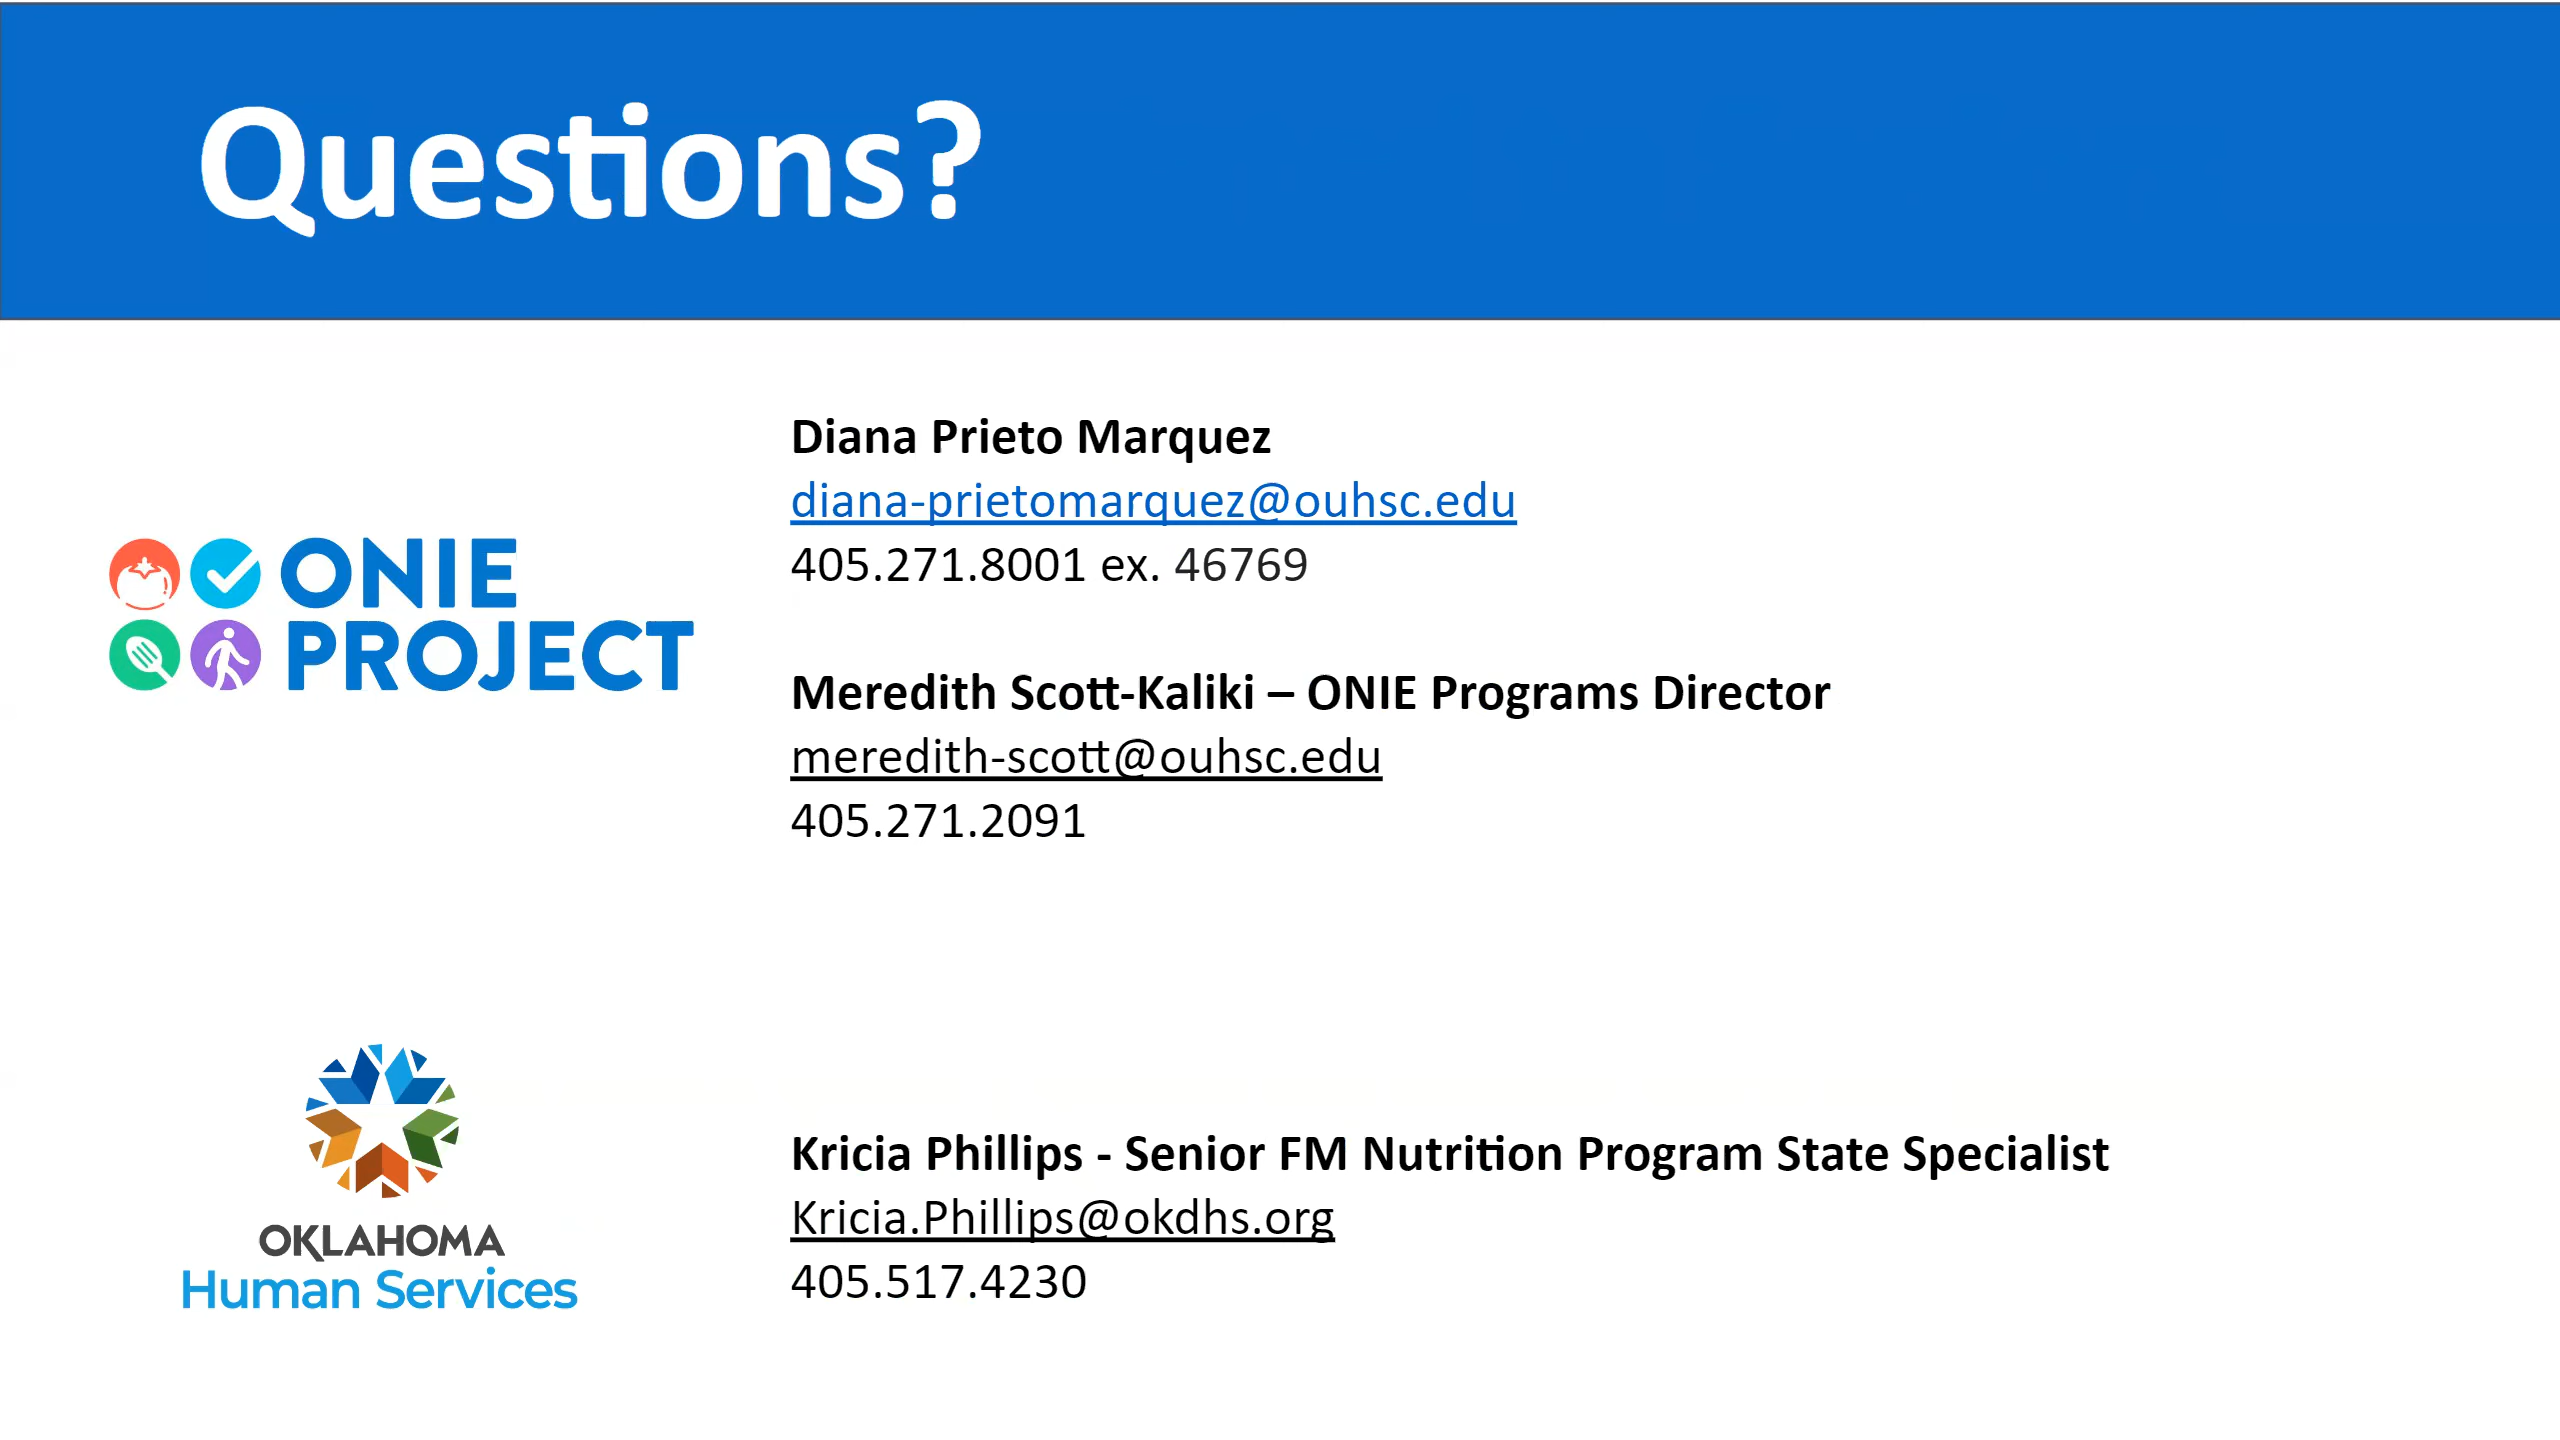 Questions?
Diana Prieto Marquez
diana-prietomarquez@ouhsc.edu
405.271.8001 ex. 46769
ONIE
PROJECT
Meredith Scott-Kaliki – ONIE Programs Director
meredith-scott@ouhsc.edu
405.271.2091
Kricia Phillips - Senior FM Nutrition Program State Specialist
Kricia.Phillips@okdhs.org
405.517.4230
OKLAHOMA
Human Services